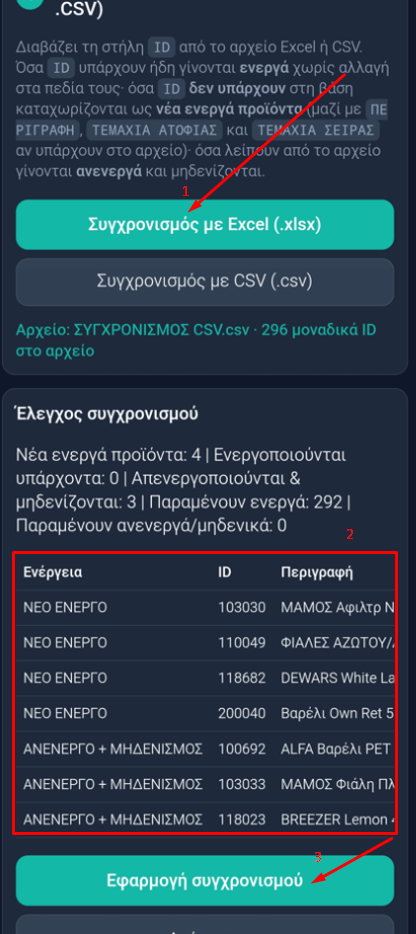 .CSV)
Διαβάζει τη στήλη ID από το αρχείο Excel ή CSV.
Όσα ID υπάρχουν ήδη γίνονται ενεργά χωρίς αλλαγή
στα πεδία τους· όσα ID δεν υπάρχουν στη βάση
καταχωρίζονται ως νέα ενεργά προϊόντα (μαζί με ΠΕ
ΡΙΓΡΑΦΗ, ΤΕΜΑΧΙΑ ΑΤΟΦΙΑΣ και ΤΕΜΑΧΙΑ ΣΕΙΡΑΣ
αν υπάρχουν στο αρχείο)· όσα λείπουν από το αρχείο
γίνονται ανενεργά και μηδενίζονται.
1
Συγχρονισμός με Excel (.xlsx)
Συγχρονισμός με CSV (.csv)
Αρχείο: ΣΥΓΧΡΟΝΙΣΜΟΣ CSV.csv · 296 μοναδικά ID
στο αρχείο
Έλεγχος συγχρονισμού
Νέα ενεργά προϊόντα: 4 | Ενεργοποιούνται
υπάρχοντα: 0 | Απενεργοποιούνται &
μηδενίζονται: 3 | Παραμένουν ενεργά: 292 |
Παραμένουν ανενεργά/μηδενικά: 0
2
Ενέργεια ID Περιγραφή
ΝΕΟ ΕΝΕΡΓΟ 103030 ΜΑΜΟΣ Αφιλτρ
ΝΕΟ ΕΝΕΡΓΟ 110049 ΦΙΑΛΕΣ ΑΖΩΤΟΥ/
ΝΕΟ ΕΝΕΡΓΟ 118682 DEWARS White La
ΝΕΟ ΕΝΕΡΓΟ 200040 Βαρέλι Own Ret 5
ΑΝΕΝΕΡΓΟ + ΜΗΔΕΝΙΣΜΟΣ 100692 ALFA Βαρέλι PET
ΑΝΕΝΕΡΓΟ + ΜΗΔΕΝΙΣΜΟΣ 103033 ΜΑΜΟΣ Φιάλη Πλ
ΑΝΕΝΕΡΓΟ + ΜΗΔΕΝΙΣΜΟΣ 118023 BREEZER Lemon
3
Εφαρμογή συγχρονισμού